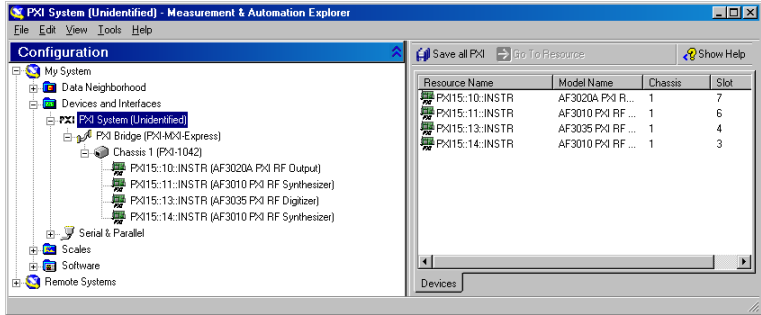 PXI System (Unidentified) - Measurement & Automation Explorer
File Edit View Tools Help
Configuration
My System
Data Neighborhood
Devices and Interfaces
PXI PXI System (Unidentified)
PXI Bridge (PXI-MXI-Express)
Chassis 1 (PXI-1042)
PXI15::10::INSTR (AF3020A PXI RF Output)
PXI15::11::INSTR (AF3010 PXI RF Synthesizer)
PXI15::13::INSTR (AF3035 PXI RF Digitizer)
PXI15::14::INSTR (AF3010 PXI RF Synthesizer)
Serial & Parallel
Scales
Software
Remote Systems
Save all PXI Go To Resource Show Help
Resource Name Model Name Chassis Slot
PXI15::10::INSTR AF3020A PXI R... 1 7
PXI15::11::INSTR AF3010 PXI RF ... 1 6
PXI15::13::INSTR AF3035 PXI RF ... 1 4
PXI15::14::INSTR AF3010 PXI RF ... 1 3
Devices